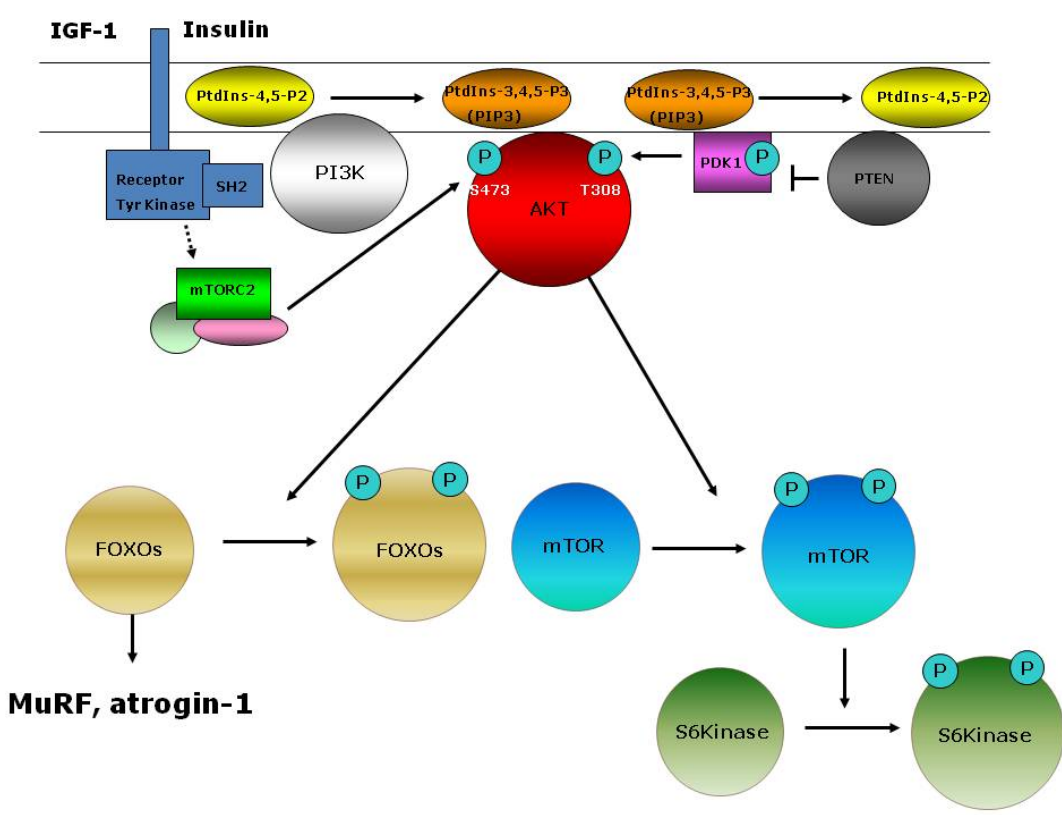 IGF-1 Insulin
PtdIns-4,5-P2
PtdIns-3,4,5-P3
(PIP3)
PtdIns-3,4,5-P3
(PIP3)
PtdIns-4,5-P2
Receptor
Tyr Kinase
SH2
PI3K
P
P
S473
T308
AKT
PDK1
P
PTEN
mTORC2
FOXOs
P
P
FOXOs
mTOR
P
P
mTOR
MuRF, atrogin-1
S6Kinase
P
P
S6Kinase